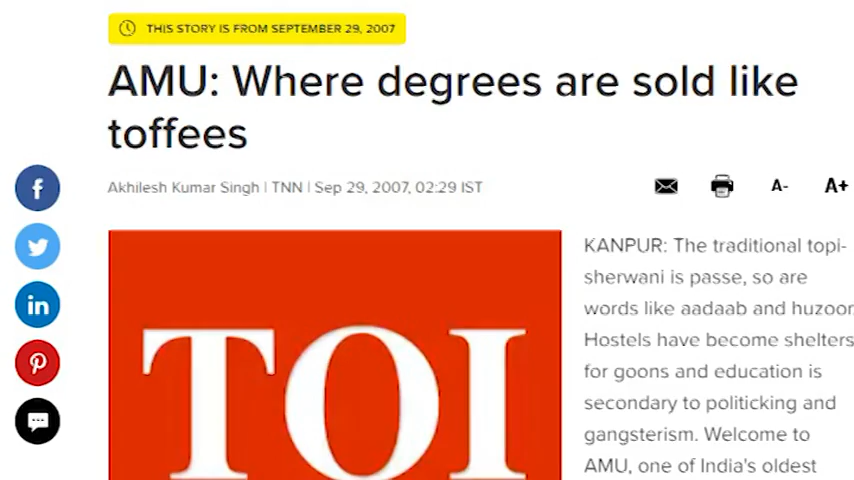 THIS STORY IS FROM SEPTEMBER 29, 2007
AMU: Where degrees are sold like
toffees
Akhilesh Kumar Singh | TNN | Sep 29, 2007, 02:29 IST
A- A+
f
in
TOI
KANPUR: The traditional topi-
sherwani is passe, so are
words like aadaab and huzoor.
Hostels have become shelters
for goons and education is
secondary to politicking and
gangsterism. Welcome to
AMU, one of India's oldest